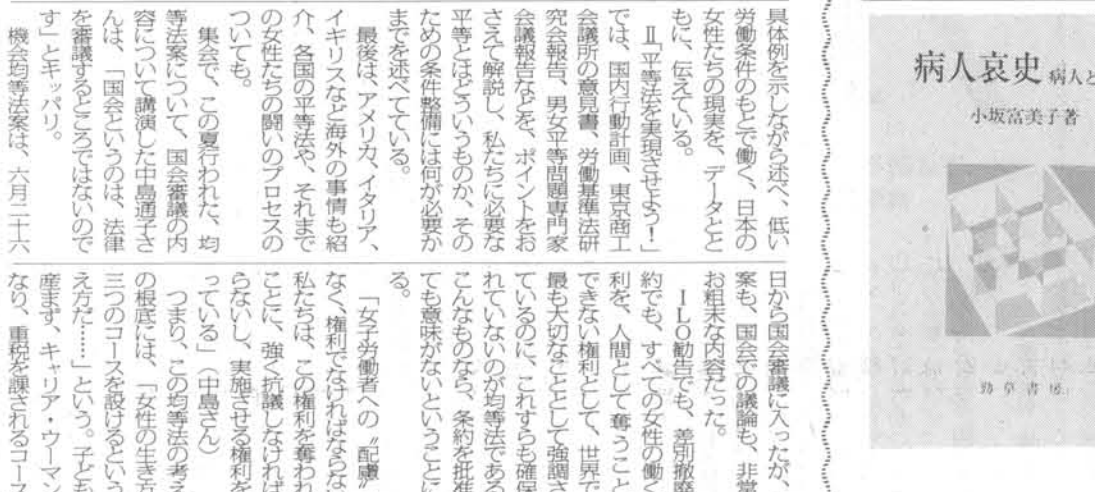 具体例を示しながら述べ、低い
労働条件のもとで働く、日本の
女性たちの現実を、データとと
もに、伝えている。
Ⅱ「平等法を実現させよう!」
では、国内行動計画、東京商工
会議所の意見書、労働基準法研
究会報告、男女平等問題専門家
会議報告などを、ポイントをお
さえて解説し、私たちに必要な
平等とはどういうものか、その
ための条件整備には何が必要か
までを述べてている。
最後は、アメリカ、イタリア、
イギリスなど海外の事情も紹
介、各国の平等法や、それまで
の女性たちの闘いのプロセスの
ついても。
集会で、この夏行われた、均
等法案について、国会審議の内
容について講演した中島通子さ
んは、「国会というのは、法律
を審議するところではないので
す」とキッパリ。
機会均等法案は、六月二十六
日から国会審議に入ったが、
案も、国会での議論も、非常
お粗末な内容だった。
ILO勧告でも、差別撤廃
約でも、すべての女性の働く
利を、人間として奪うこと
できない権利として、世界で
最も大切なこととして強調さ
ているのに、これすらも確保
れていないのが均等法である
こんなものなら、条約を批准
ても意味がないということに
る。
「女子労働者への〝配慮〟
なく、権利でなければならな
私たちは、この権利を奪われ
ことに、強く抗議しなければ
らないし、実施させる権利を
っている」(中島さん)
つまり、この均等法の考え
の根底には、「女性の生き方
三つのコースを設けるという
え方だ……」という。子ども
産まず、キャリア・ウーマン
なり、重税を課されるコース
病人哀史 病人と
小坂富美子著
勁草書房